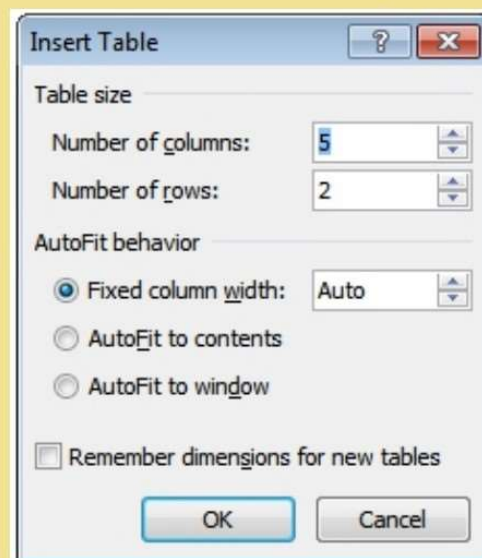 Insert Table
Table size
Number of columns: 5
Number of rows: 2
AutoFit behavior
Fixed column width: Auto
AutoFit to contents
AutoFit to window
Remember dimensions for new tables
OK Cancel